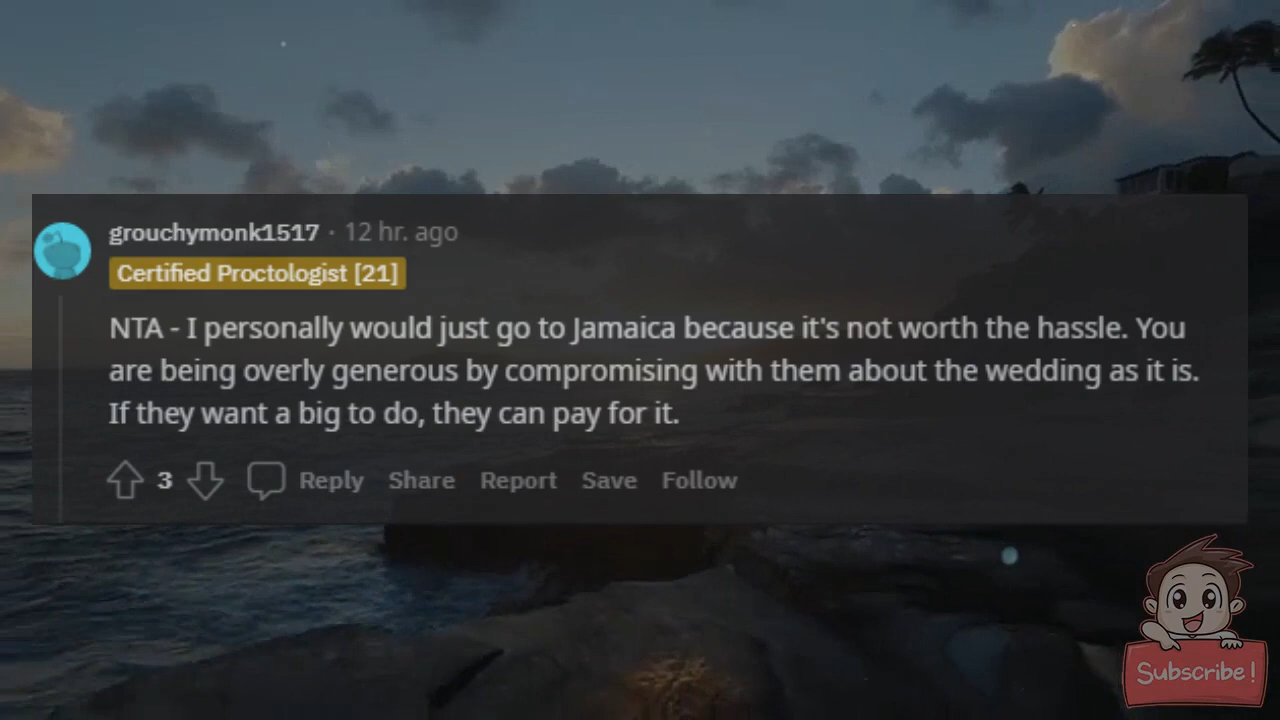 grouchymonk1517 · 12 hr. ago
Certified Proctologist [21]
NTA - I personally would just go to Jamaica because it's not worth the hassle. You
are being overly generous by compromising with them about the wedding as it is.
If they want a big to do, they can pay for it.
3 Reply Share Report Save Follow
Subscribe!